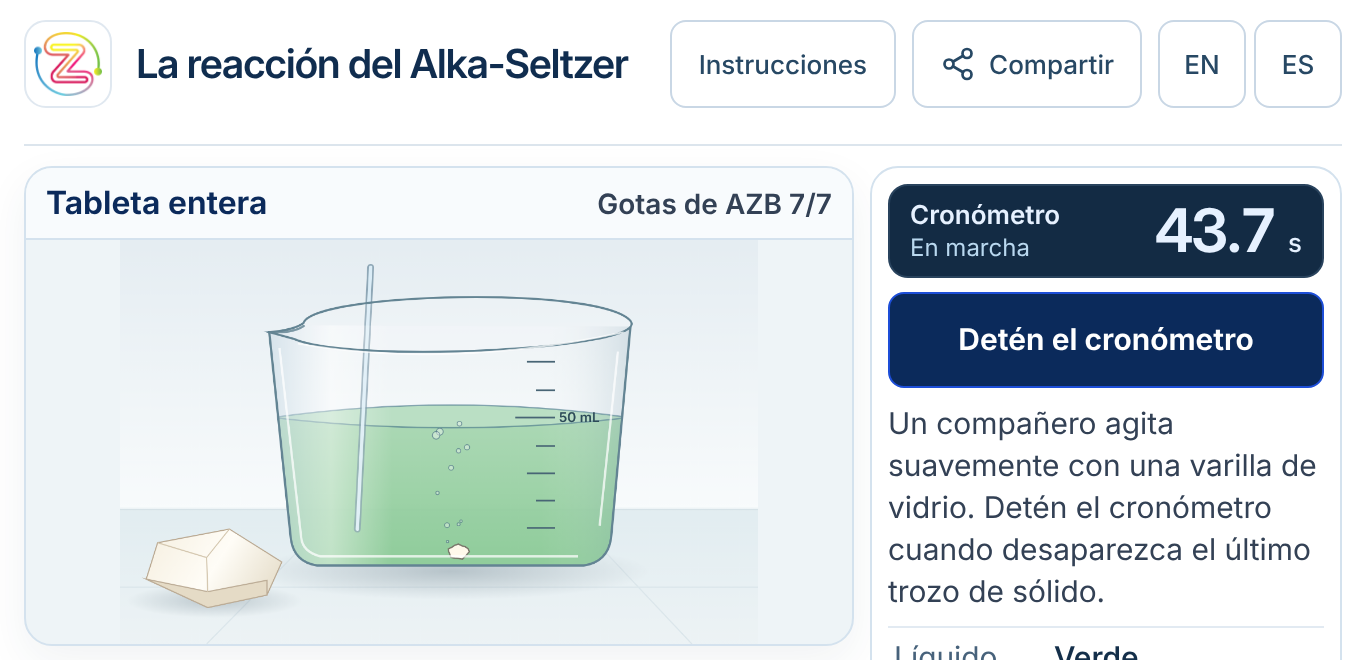 La reacción del Alka-Seltzer
Instrucciones
Compartir
EN
ES
Tableta entera
Gotas de AZB 7/7
50 mL
Cronómetro
En marcha
43.7 s
Detén el cronómetro
Un compañero agita
suavemente con una varilla de
vidrio. Detén el cronómetro
cuando desaparezca el último
trozo de sólido.
Líquido
Verde